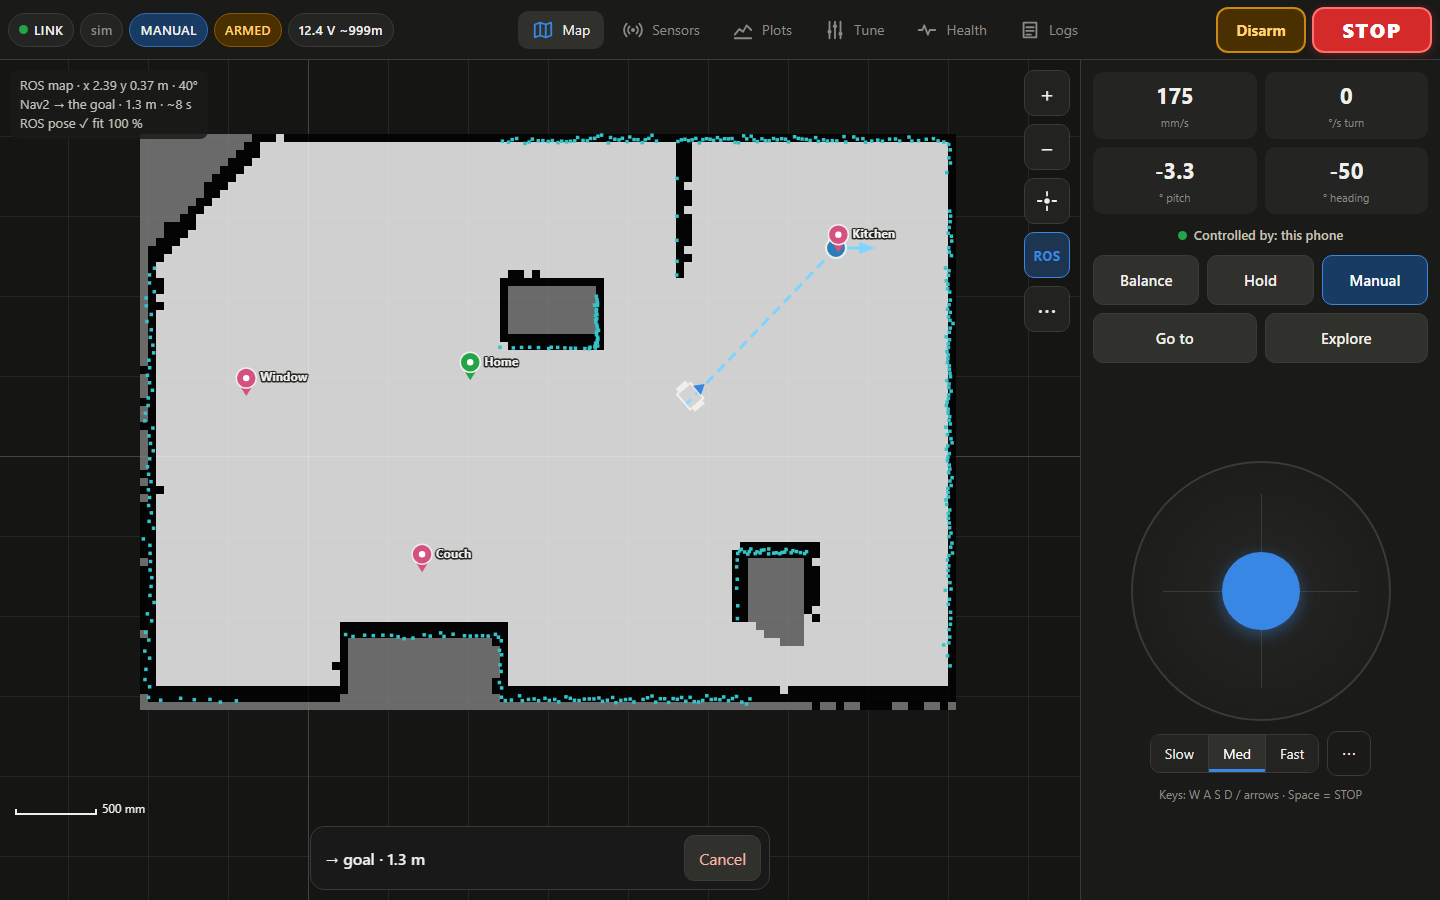 LINK
sim
MANUAL
ARMED
12.4 V ~999m
Map
Sensors
Plots
Tune
Health
Logs
Disarm
STOP
ROS map · x 2.39 y 0.37 m · 40°
Nav2 → the goal · 1.3 m · ~8 s
ROS pose ✓ fit 100 %
+
−
ROS
...
Kitchen
Home
Window
Couch
500 mm
→ goal · 1.3 m
Cancel
175
mm/s
0
°/s turn
-3.3
° pitch
-50
° heading
Controlled by: this phone
Balance
Hold
Manual
Go to
Explore
Slow
Med
Fast
...
Keys: W A S D / arrows · Space = STOP